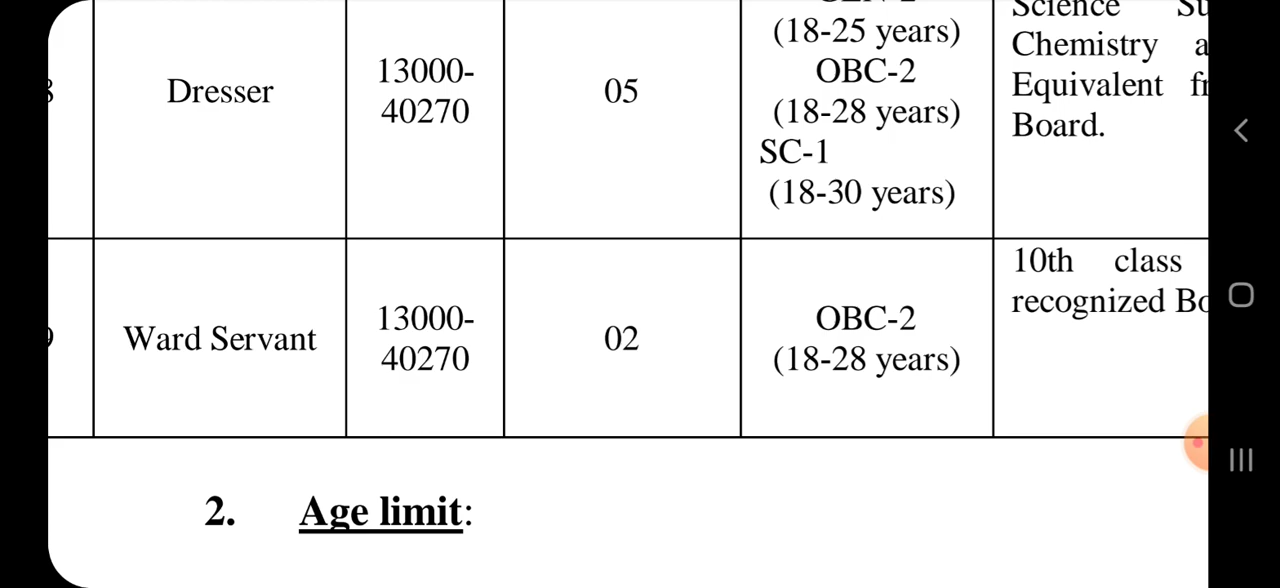 (18-25 years)
Science
Chemistry
Dresser
13000-
40270
05
OBC-2
(18-28 years)
SC-1
(18-30 years)
Equivalent
Board.
Ward Servant
13000-
40270
02
OBC-2
(18-28 years)
10th class
recognized
2. Age limit: